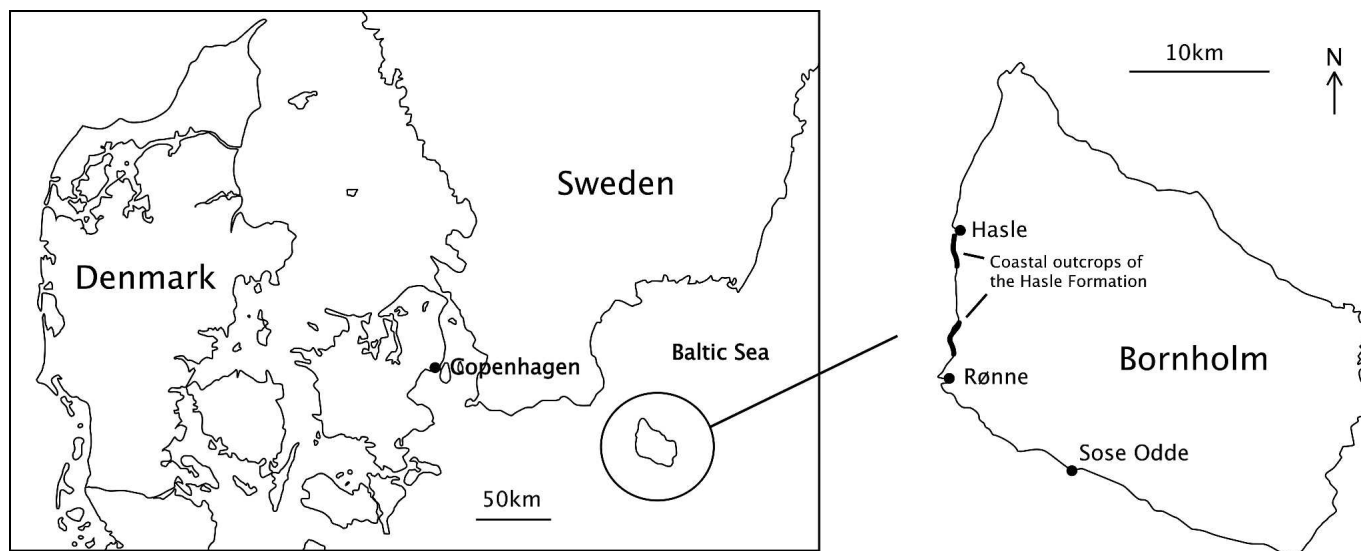 Denmark
Sweden
Copenhagen
Baltic Sea
50km
10km
N
Hasle
Coastal outcrops of
the Hasle Formation
Bornholm
Rønne
Sose Odde